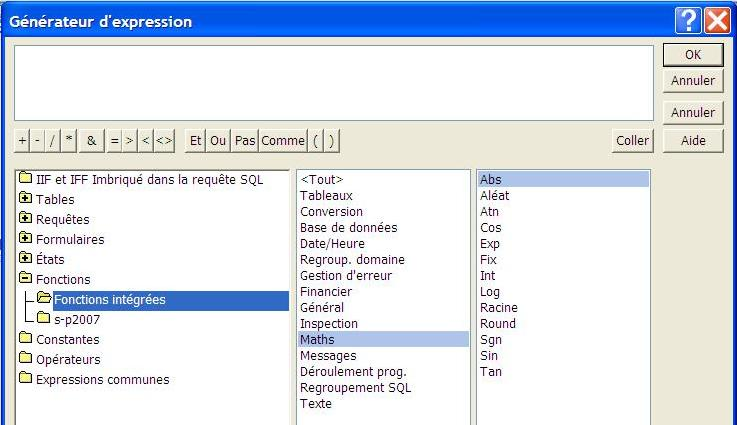 Générateur d'expression
OK
Annuler
Annuler
+ - / * & = > < <> Et Ou Pas Comme ( ) Coller Aide
IIF et IFF Imbriqué dans la requête SQL
Tables
Requêtes
Formulaires
États
Fonctions
Fonctions intégrées
s-p2007
Constantes
Opérateurs
Expressions communes
<Tout>
Tableaux
Conversion
Base de données
Date/Heure
Regroup. domaine
Gestion d'erreur
Financier
Général
Inspection
Maths
Messages
Déroulement prog.
Regroupement SQL
Texte
Abs
Aléat
Atn
Cos
Exp
Fix
Int
Log
Racine
Round
Sgn
Sin
Tan